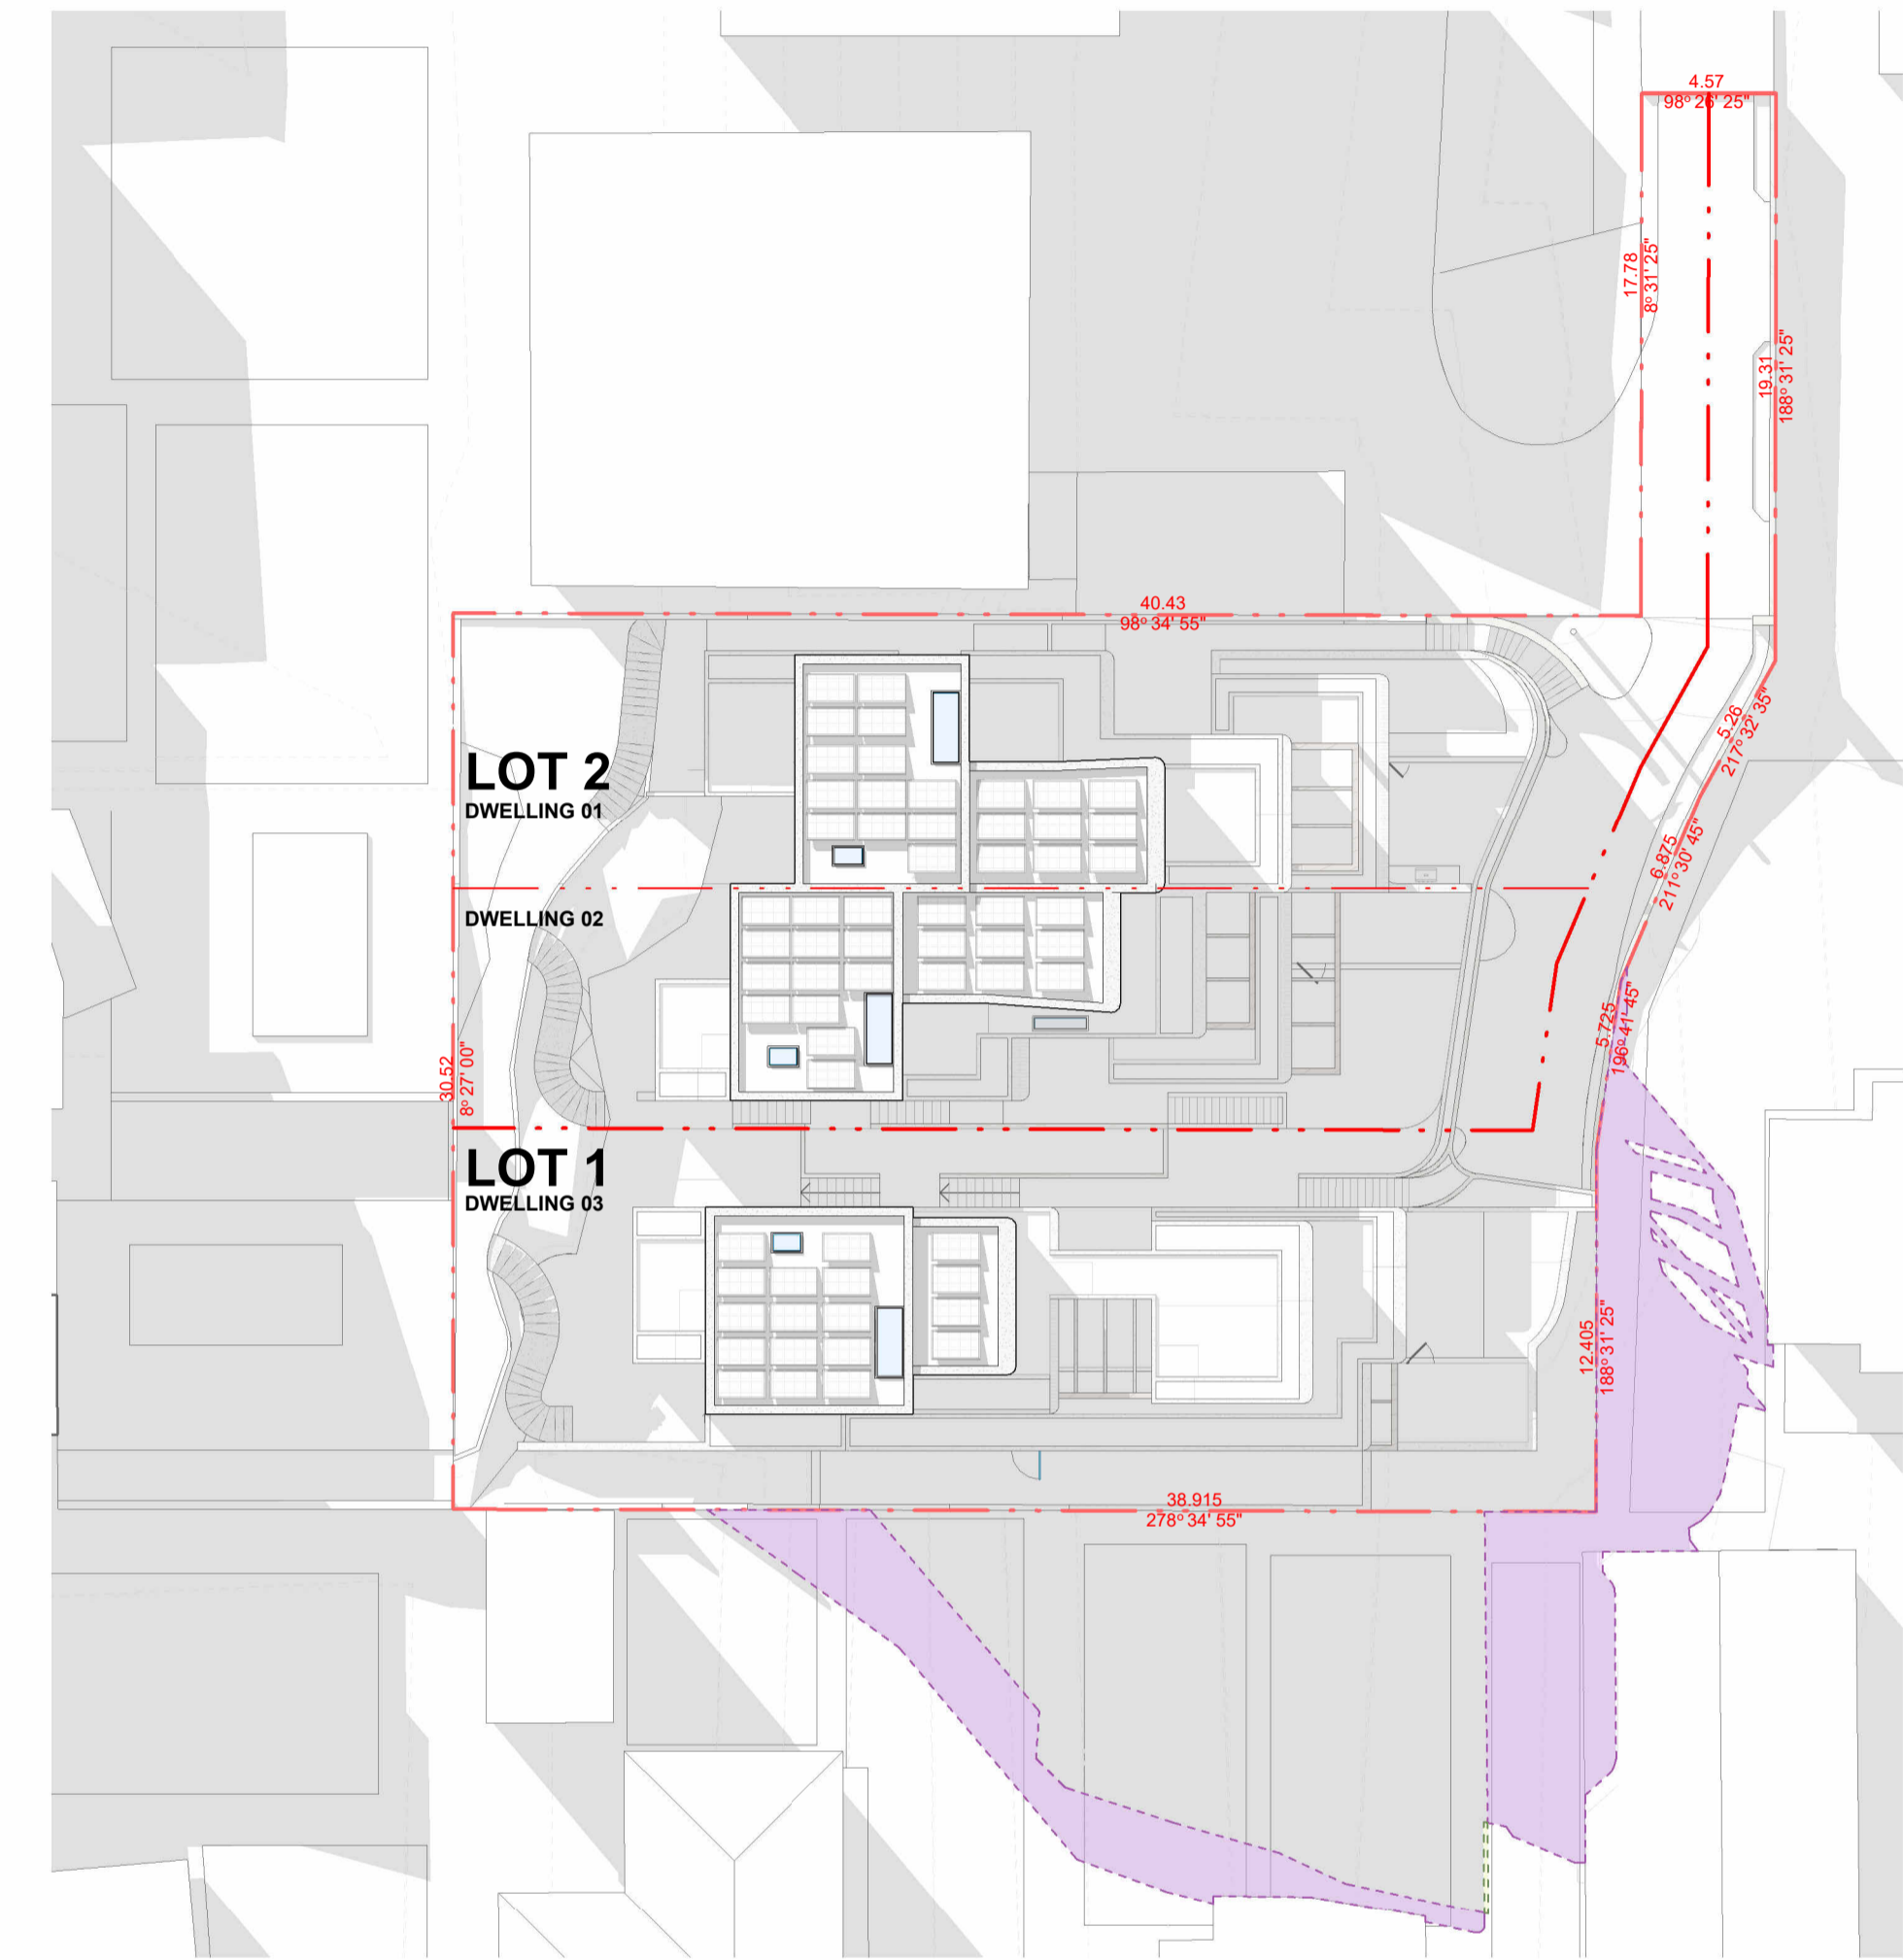 4.57
98° 26' 25"
17.78
8° 31' 25"
19.31
188° 31' 25"
40.43
98° 34' 55"
5.26
217° 32' 35"
LOT 2
DWELLING 01
6.875
211° 30' 45"
DWELLING 02
5.725
196° 41' 45"
30.52
8° 27' 00"
LOT 1
DWELLING 03
12.405
188° 31' 25"
38.915
278° 34' 55"